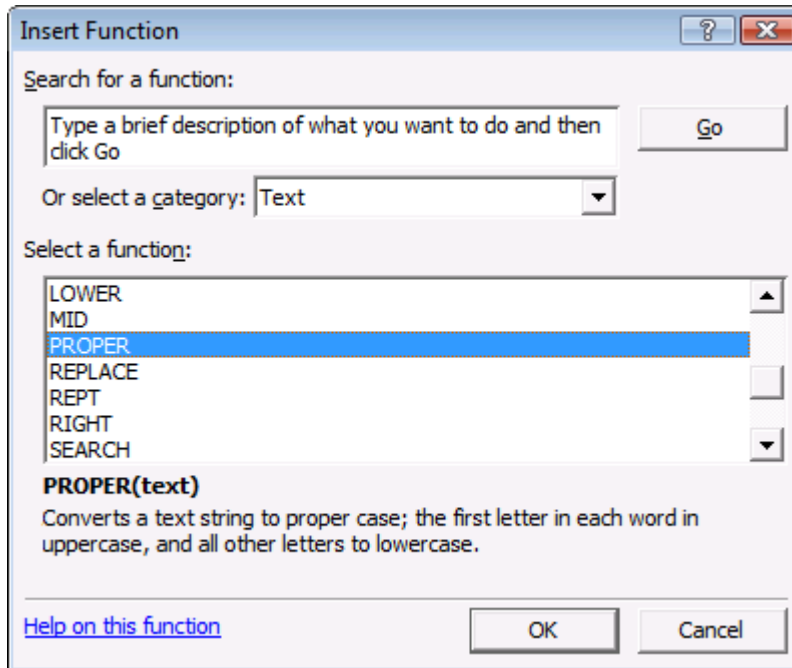 Insert Function
Search for a function:
Type a brief description of what you want to do and then
click Go
Go
Or select a category: Text
Select a function:
LOWER
MID
PROPER
REPLACE
REPT
RIGHT
SEARCH
PROPER(text)
Converts a text string to proper case; the first letter in each word in
uppercase, and all other letters to lowercase.
Help on this function
OK
Cancel